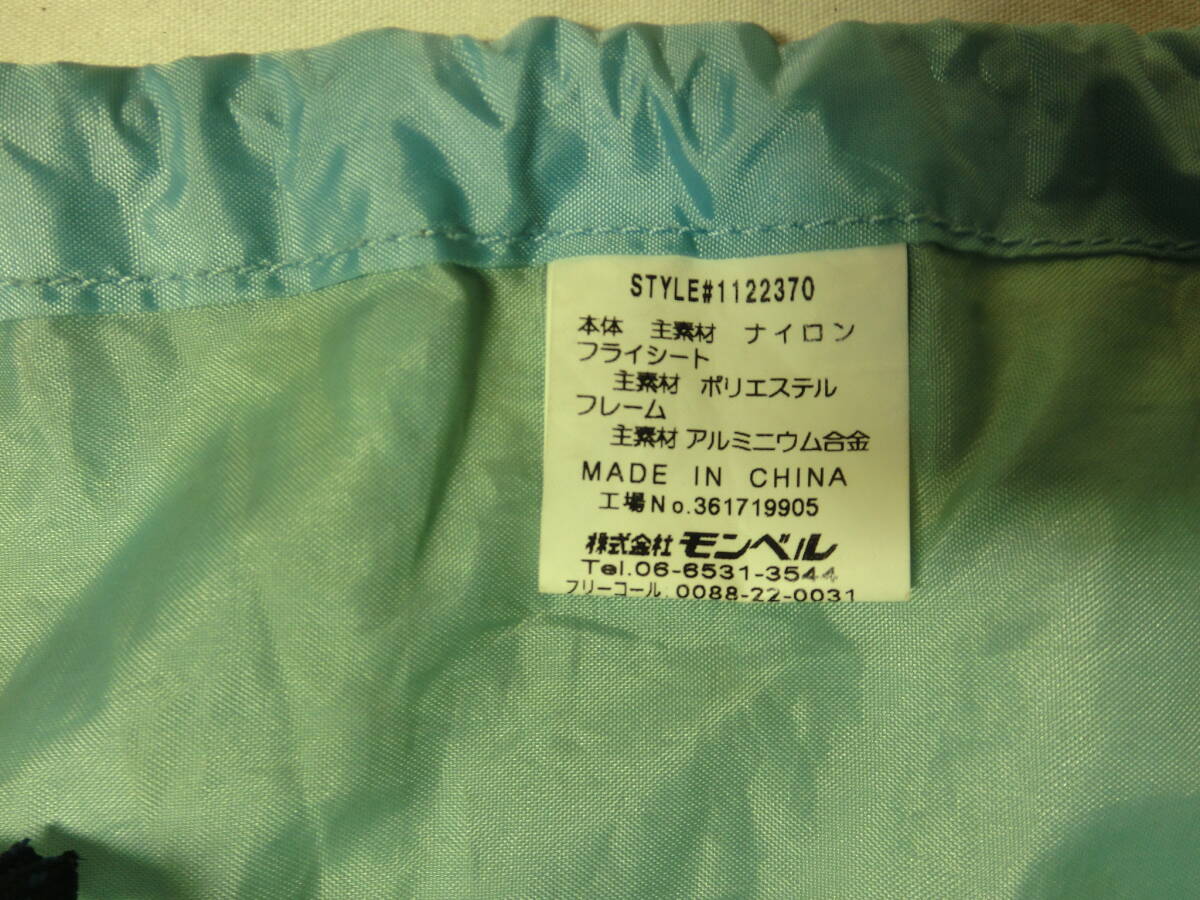 STYLE#1122370
本体 主素材 ナイロン
フライシート
主素材 ポリエステル
フレーム
主素材 アルミニウム合金
MADE IN CHINA
工場No.361719905
株式会社 モンベル
Tel.06-6531-3544
フリーコール.0088-22-0031